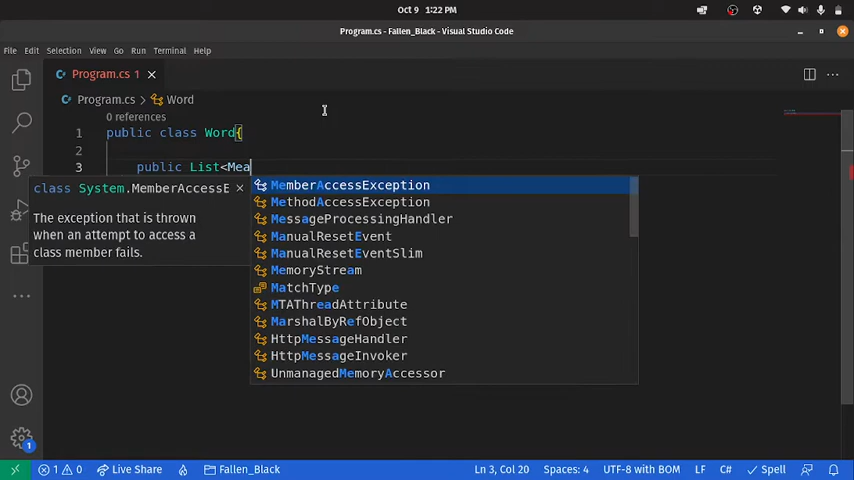 Oct 9 1:22 PM
Program.cs - Fallen_Black - Visual Studio Code
File Edit Selection View Go Run Terminal Help
Program.cs 1
Program.cs > Word
0 references
1 public class Word{
2
3 public List<Mea
class System.MemberAccessE
The exception that is thrown
when an attempt to access a
class member fails.
MemberAccessException
MethodAccessException
MessageProcessingHandler
ManualResetEvent
ManualResetEventSlim
MemoryStream
MatchType
MTAThreadAttribute
MarshalByRefObject
HttpMessageHandler
HttpMessageInvoker
UnmanagedMemoryAccessor
1
1 0 Live Share Fallen_Black Ln 3, Col 20 Spaces: 4 UTF-8 with BOM LF C# Spell